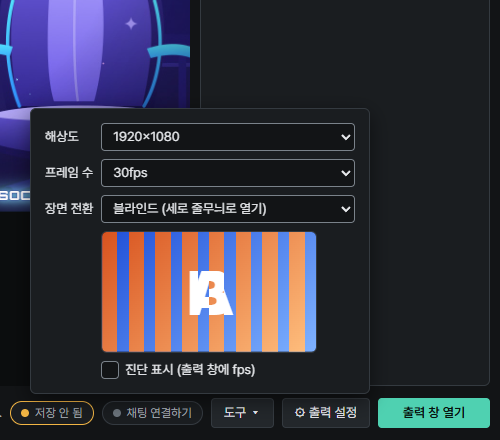 해상도
1920×1080
프레임 수
30fps
SOC
장면 전환
블라인드 (세로 줄무늬로 열기)
진단 표시 (출력 창에 fps)
저장 안 됨
채팅 연결하기
도구
출력 설정
출력 창 열기